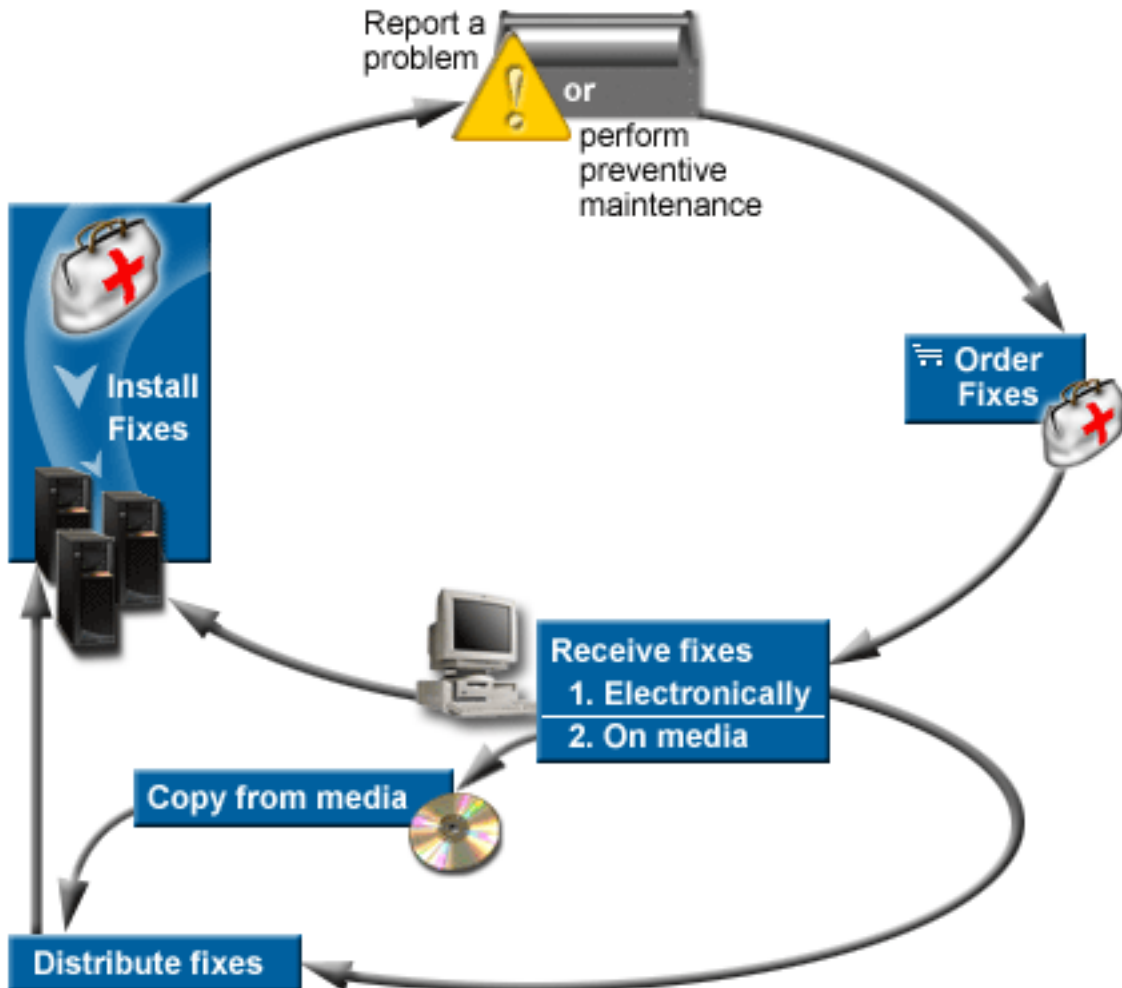 Report a
problem
or
perform
preventive
maintenance
Order
Fixes
Install
Fixes
Receive fixes
1. Electronically
2. On media
Copy from media
Distribute fixes